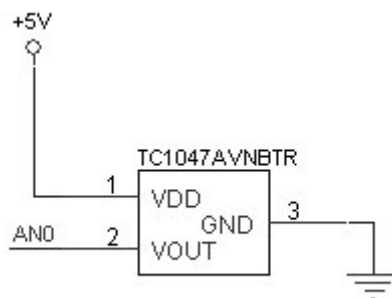 +5V
TC1047AVNBTR
1
VDD
GND
3
AN0
2
VOUT